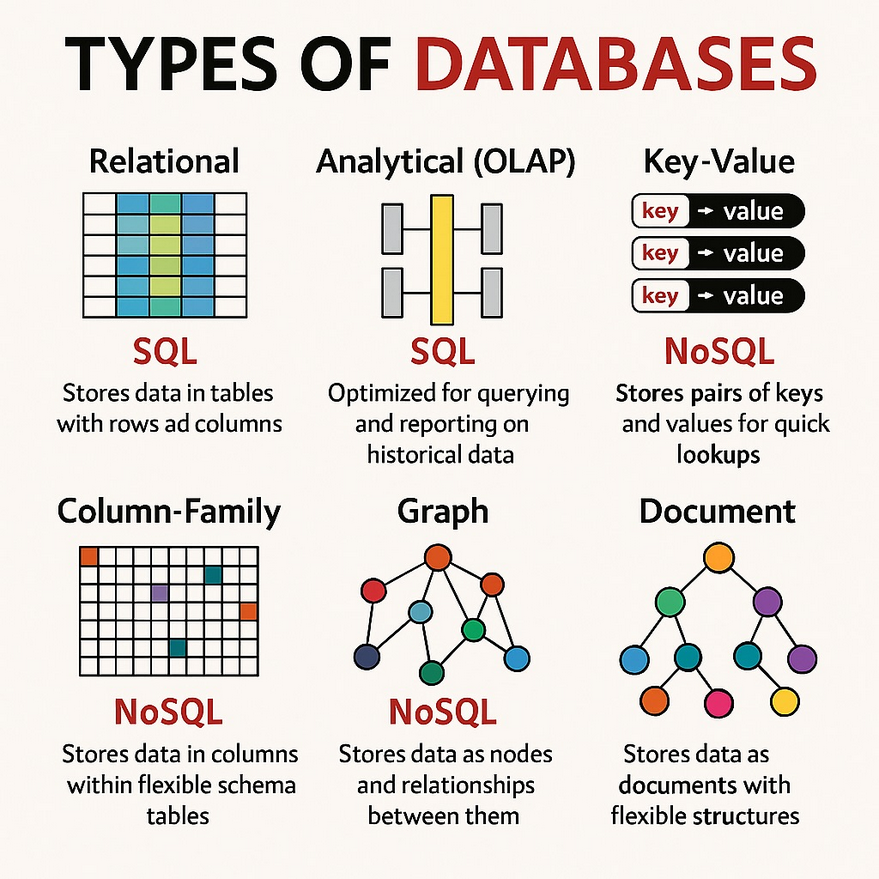 TYPES OF DATABASES
Relational
SQL
Stores data in tables
with rows ad columns
Analytical (OLAP)
SQL
Optimized for querying
and reporting on
historical data
Key-Value
key → value
key → value
key → value
NoSQL
Stores pairs of keys
and values for quick
lookups
Column-Family
NoSQL
Stores data in columns
within flexible schema
tables
Graph
NoSQL
Stores data as nodes
and relationships
between them
Document
Stores data as
documents with
flexible structures